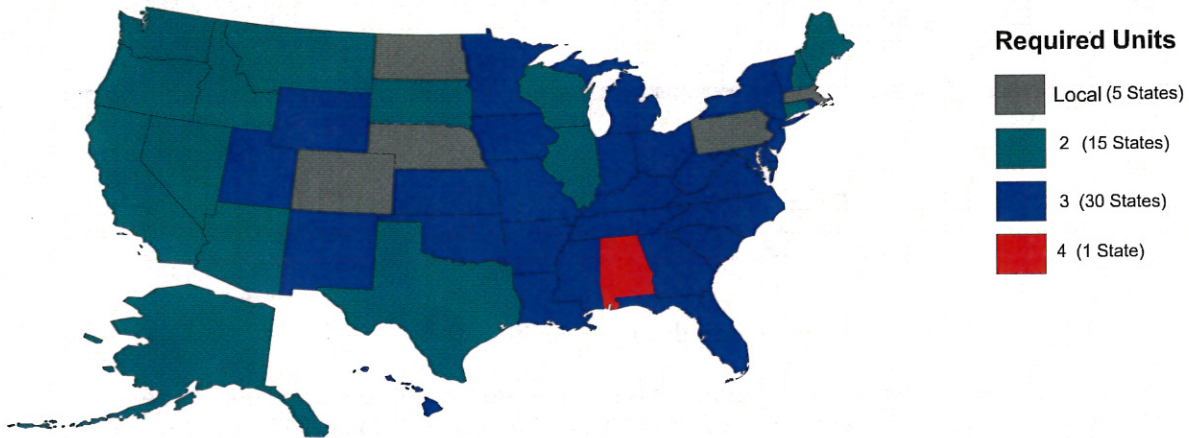 Required Units
Local (5 States)
2 (15 States)
3 (30 States)
4 (1 State)